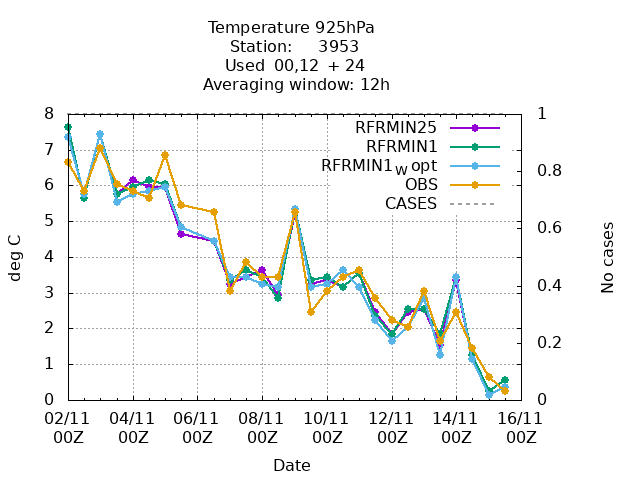 Temperature 925hPa
Station: 3953
Used 00,12 + 24
Averaging window: 12h
RFRMIN25
RFRMIN1
RFRMIN1w opt
OBS
CASES
8
7
6
5
4
3
2
1
0
deg C
1
0.8
0.6
0.4
0.2
0
No cases
02/11 04/11 06/11 08/11 10/11 12/11 14/11 16/11
00Z 00Z 00Z 00Z 00Z 00Z 00Z 00Z
Date